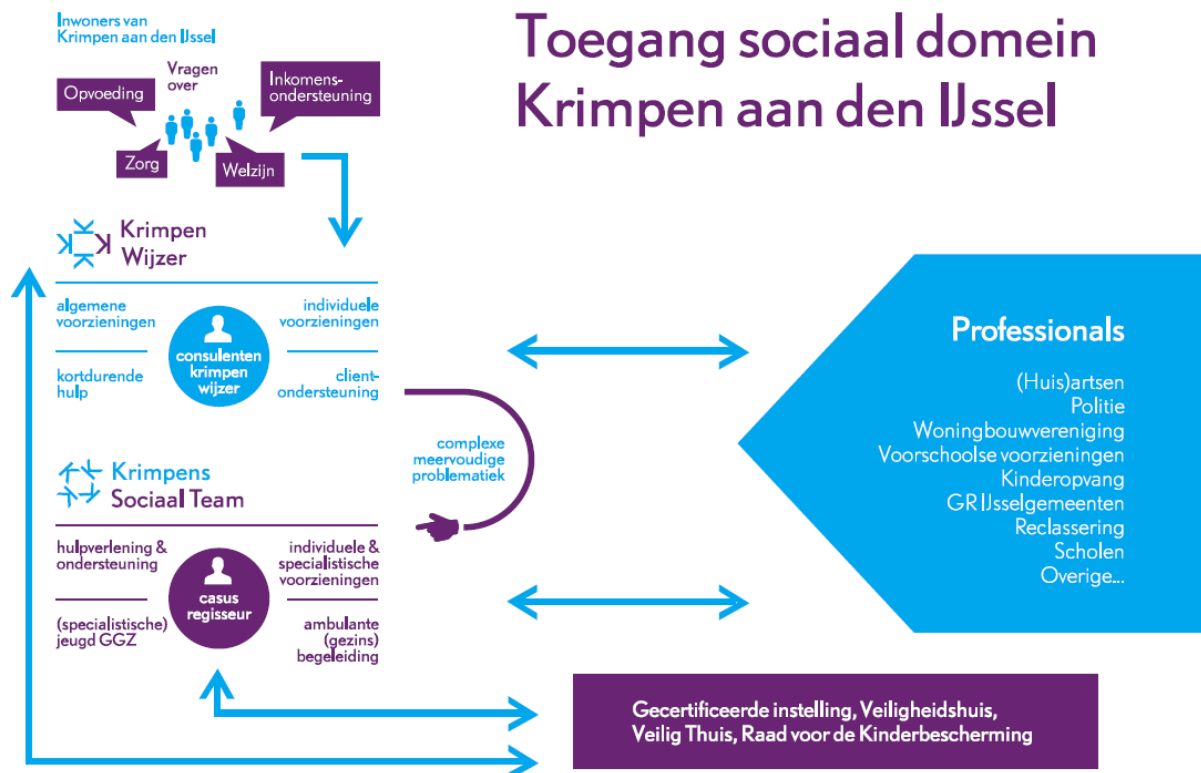 Inwoners van
Krimpen aan den IJssel
Toegang sociaal domein
Krimpen aan den IJssel
Vragen
over
Opvoeding
Inkomens-
ondersteuning
Zorg
Welzijn
Krimpen
Wijzer
algemene
voorzieningen
individuele
voorzieningen
consulenten
krimpen
wijzer
kortdurende
hulp
client-
ondersteuning
complexe
meervoudige
problematiek
Krimpens
Sociaal Team
hulpverlening &
ondersteuning
individuele &
specialistische
voorzieningen
casus
regisseur
(specialistische)
jeugd GGZ
ambulante
(gezins)
begeleiding
Professionals
(Huis)artsen
Politie
Woningbouwvereniging
Voorschoolse voorzieningen
Kinderopvang
GR IJsselgemeenten
Reclassering
Scholen
Overige...
Gecertificeerde instelling, Veiligheidshuis,
Veilig Thuis, Raad voor de Kinderbescherming